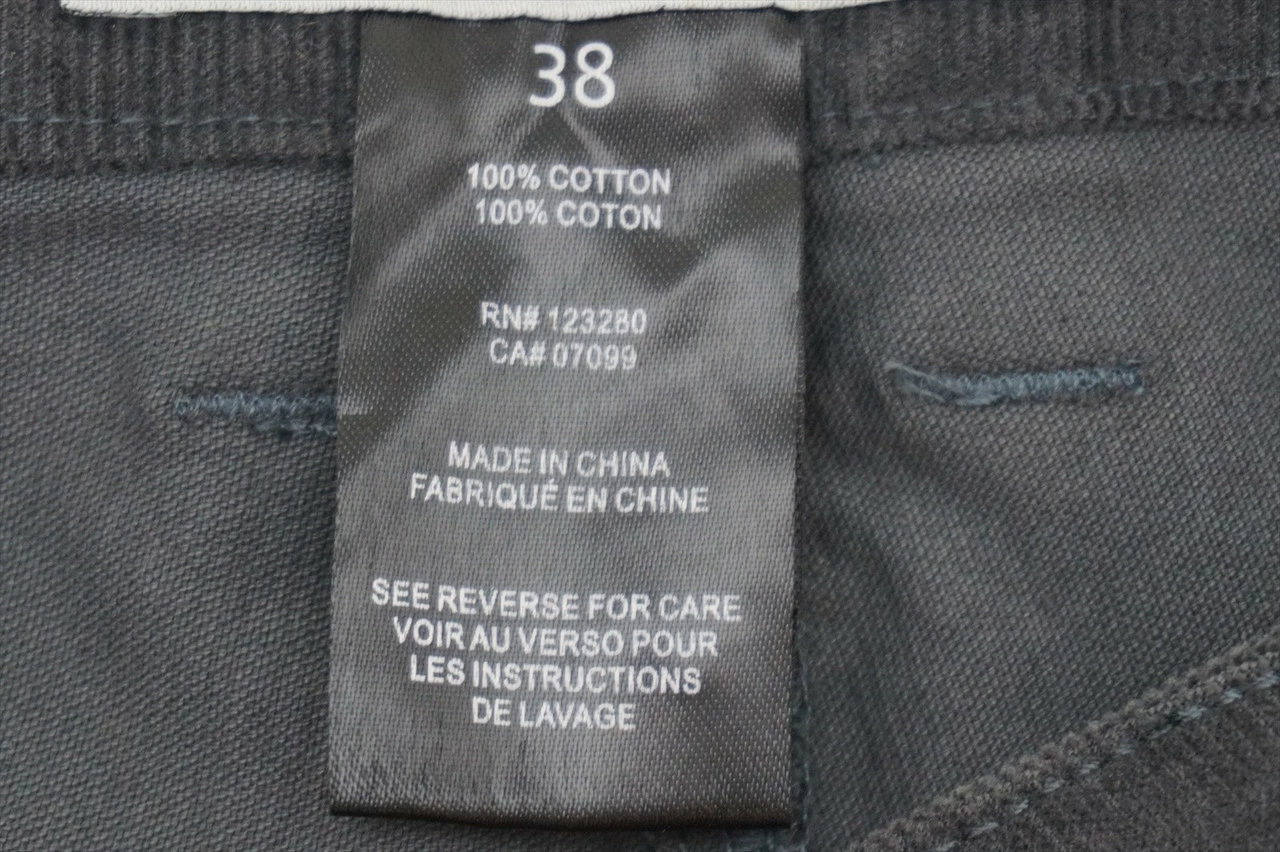 38
100% COTTON
100% COTON
RN# 123280
CA# 07099
MADE IN CHINA
FABRIQUÉ EN CHINE
SEE REVERSE FOR CARE
VOIR AU VERSO POUR
LES INSTRUCTIONS
DE LAVAGE